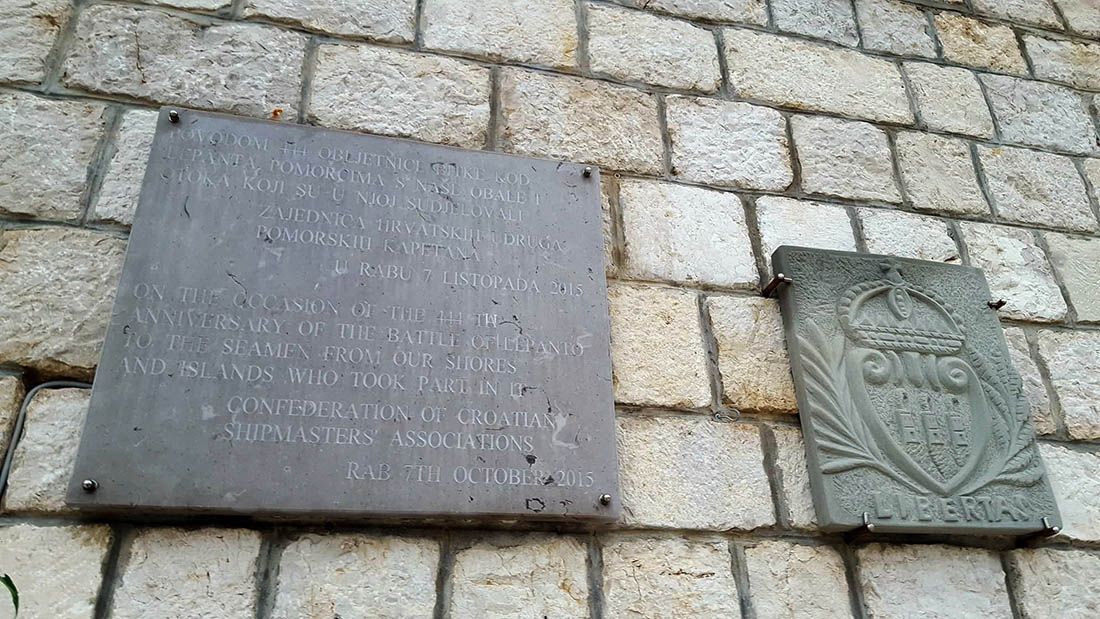 POVODOM 444 OBLJETNICE BITKE KOD
LEPANTA POMORCIMA S NAŠE OBALE I
OTOKA KOJI SU U NJOJ SUDJELOVALI
ZAJEDNICA HRVATSKIH UDRUGA
POMORSKIH KAPETANA
U RABU 7 LISTOPADA 2015
ON THE OCCASION OF THE 444 TH
ANNIVERSARY OF THE BATTLE OF LEPANTO
TO THE SEAMEN FROM OUR SHORES
AND ISLANDS WHO TOOK PART IN IT
CONFEDERATION OF CROATIAN
SHIPMASTERS' ASSOCIATIONS
RAB 7TH OCTOBER 2015
LIBERTAS